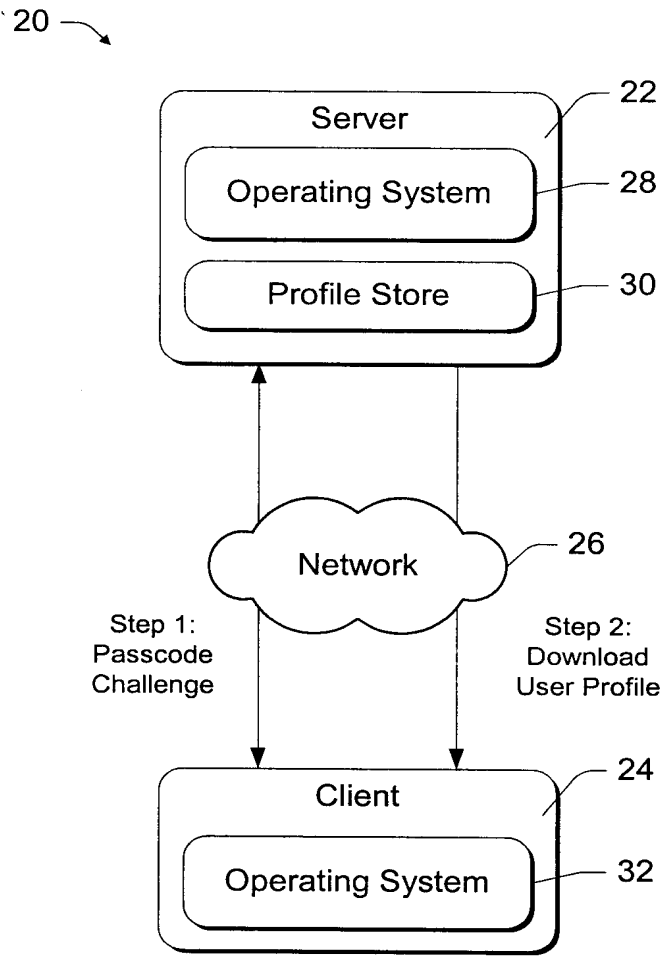 20
22
Server
Operating System
28
Profile Store
30
Network
26
Step 1:
Passcode
Challenge
Step 2:
Download
User Profile
24
Client
Operating System
32